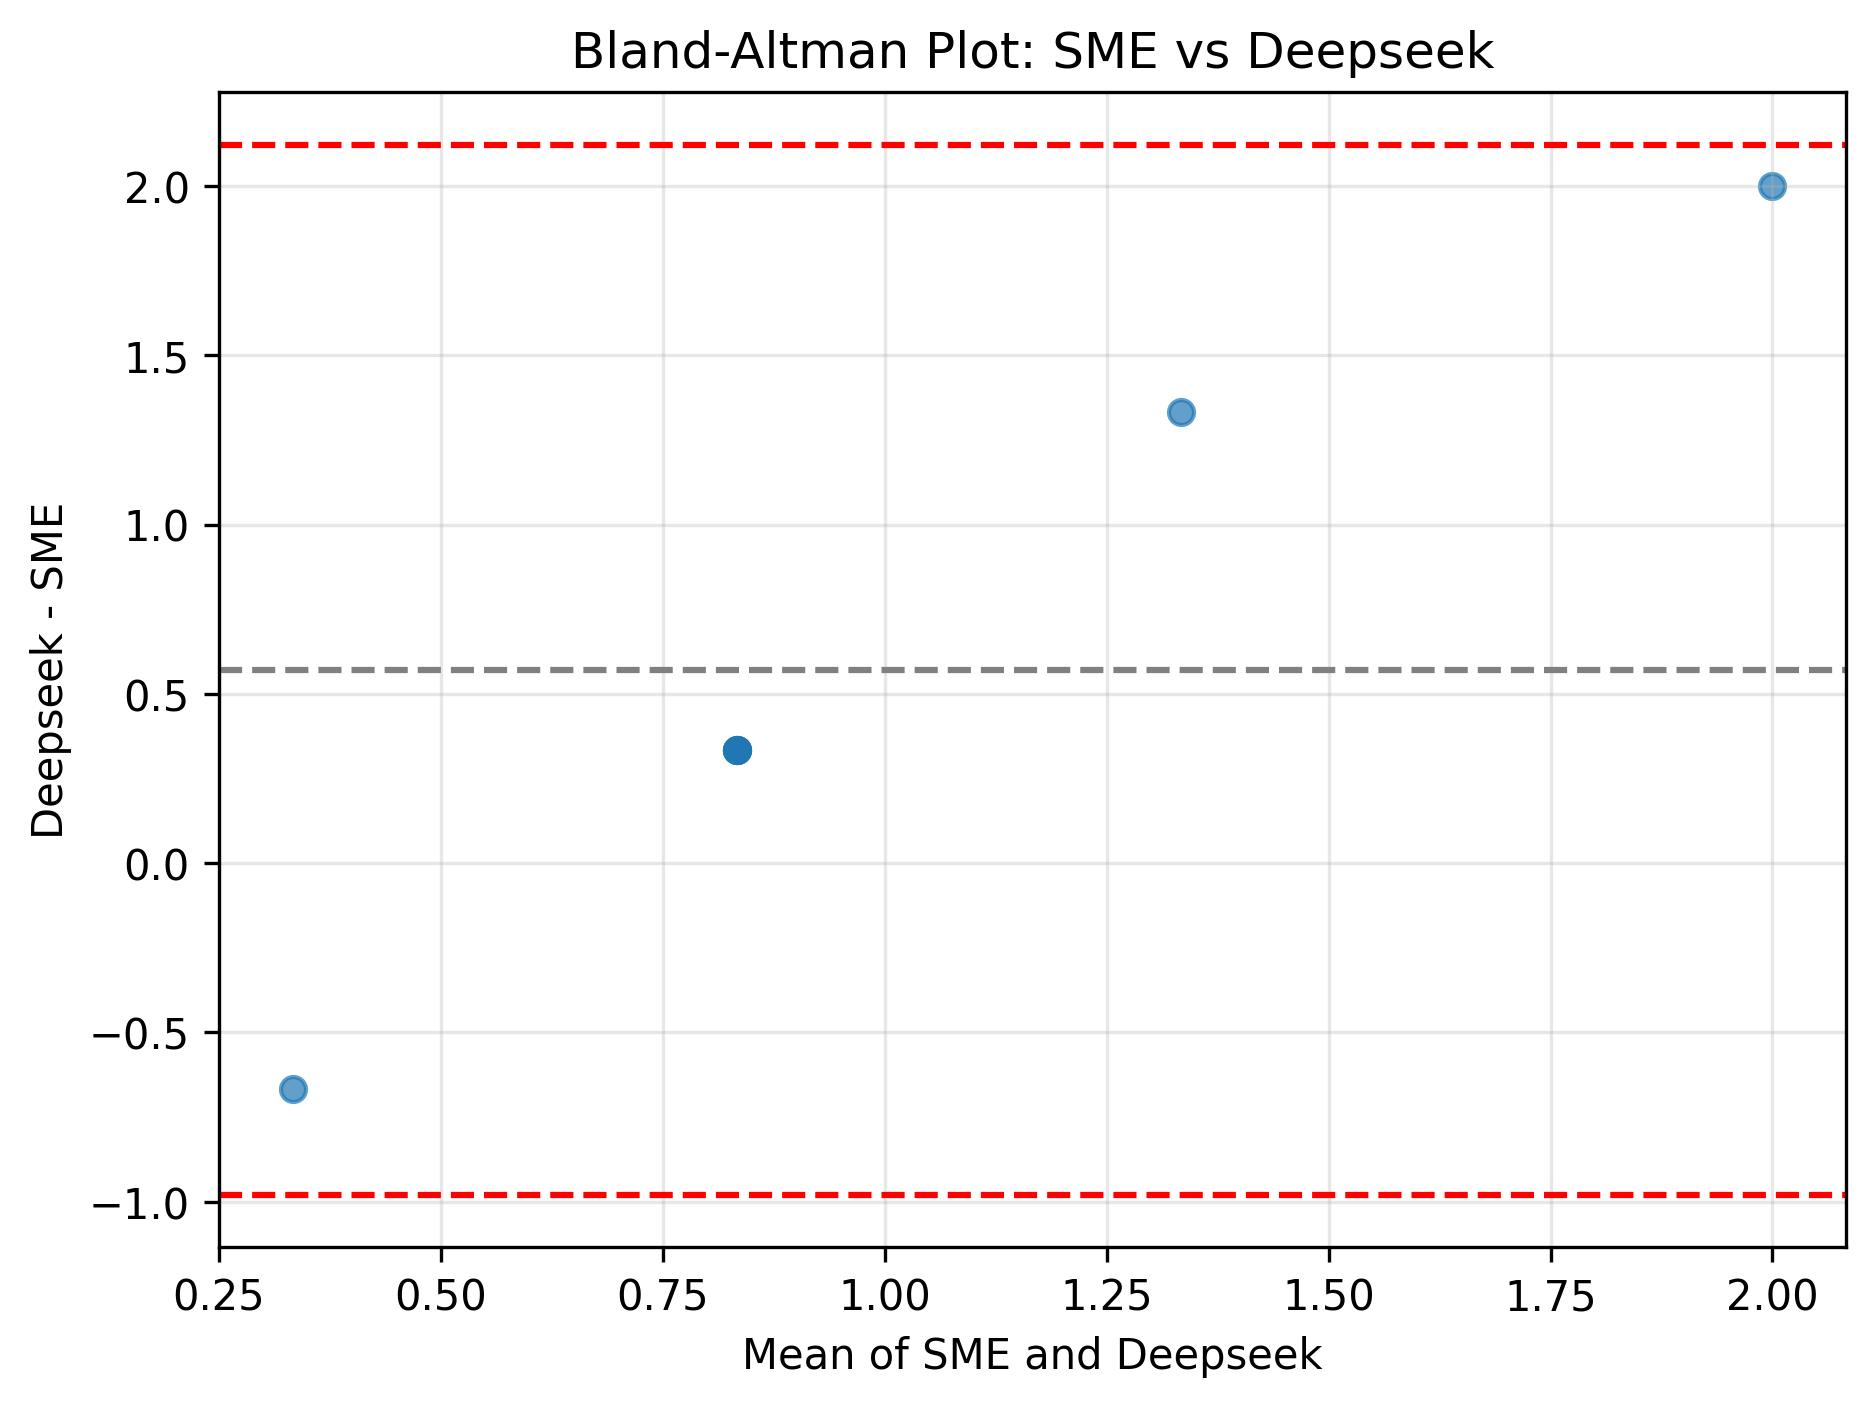 Bland-Altman Plot: SME vs Deepseek
2.0
1.5
1.0
0.5
0.0
−0.5
−1.0
Deepseek - SME
0.25 0.50 0.75 1.00 1.25 1.50 1.75 2.00
Mean of SME and Deepseek